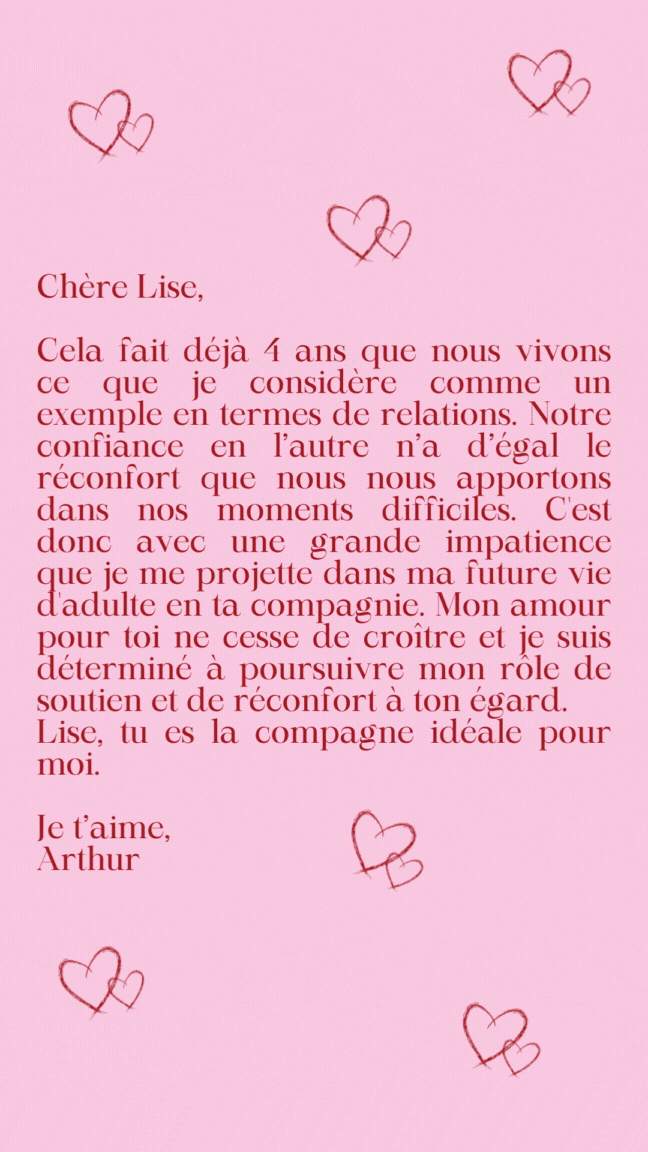 Chère Lise,
Cela fait déjà 4 ans que nous vivons
ce que je considère comme un
exemple en termes de relations. Notre
confiance en l’autre n’a d’égal le
réconfort que nous nous apportons
dans nos moments difficiles. C'est
donc avec une grande impatience
que je me projette dans ma future vie
d'adulte en ta compagnie. Mon amour
pour toi ne cesse de croître et je suis
déterminé à poursuivre mon rôle de
soutien et de réconfort à ton égard.
Lise, tu es la compagne idéale pour
moi.
Je t’aime,
Arthur